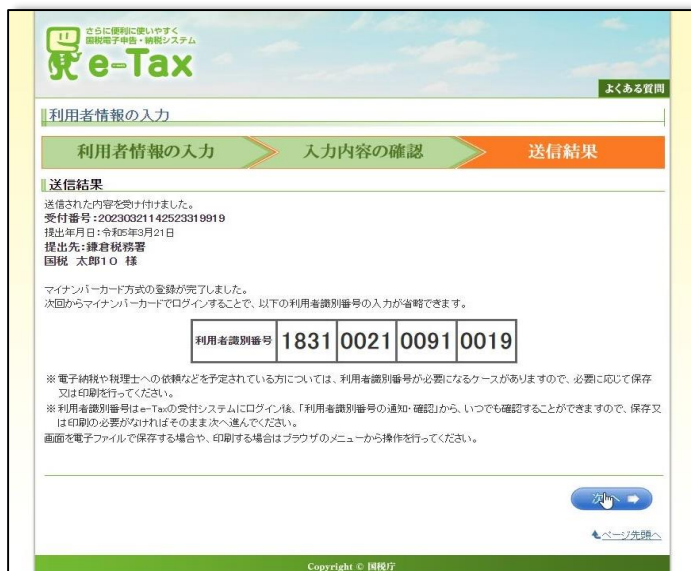 さらに便利に使いやすく
国税電子申告・納税システム
e-Tax
よくある質問
利用者情報の入力
利用者情報の入力
入力内容の確認
送信結果
送信結果
送信された内容を受け付けました。
受付番号:20230321142523319919
提出年月日:令和5年3月21日
提出先:鎌倉税務署
国税 太郎10 様
マイナンバーカード方式の登録が完了しました。
次回からマイナンバーカードでログインすることで、以下の利用者識別番号の入力が省略できます。
利用者識別番号 1831 0021 0091 0019
※ 電子納税や税理士への依頼などを予定されている方については、利用者識別番号が必要になるケースがありますので、必要に応じて保存
又は印刷を行ってください。
※ 利用者識別番号はe-Taxの受付システムにログイン後、「利用者識別番号の通知・確認」から、いつでも確認することができますので、保存又
は印刷の必要がなければそのまま次へ進んでください。
画面を電子ファイルで保存する場合や、印刷する場合はブラウザのメニューから操作を行ってください。
次へ
ページ先頭へ
Copyright © 国税庁